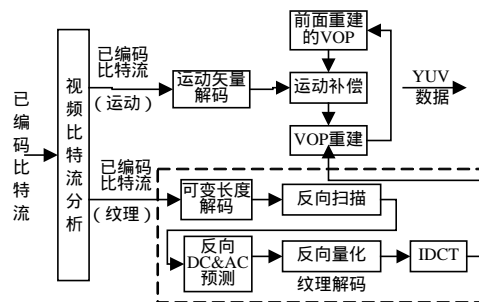 已编码比特流
视频比特流分析
已编码
比特流
（运动）
运动矢量
解码
前面重建
的VOP
运动补偿
VOP重建
YUV
数据
已编码
比特流
（纹理）
可变长度
解码
反向扫描
反向
DC&AC
预测
反向量化
IDCT
纹理解码